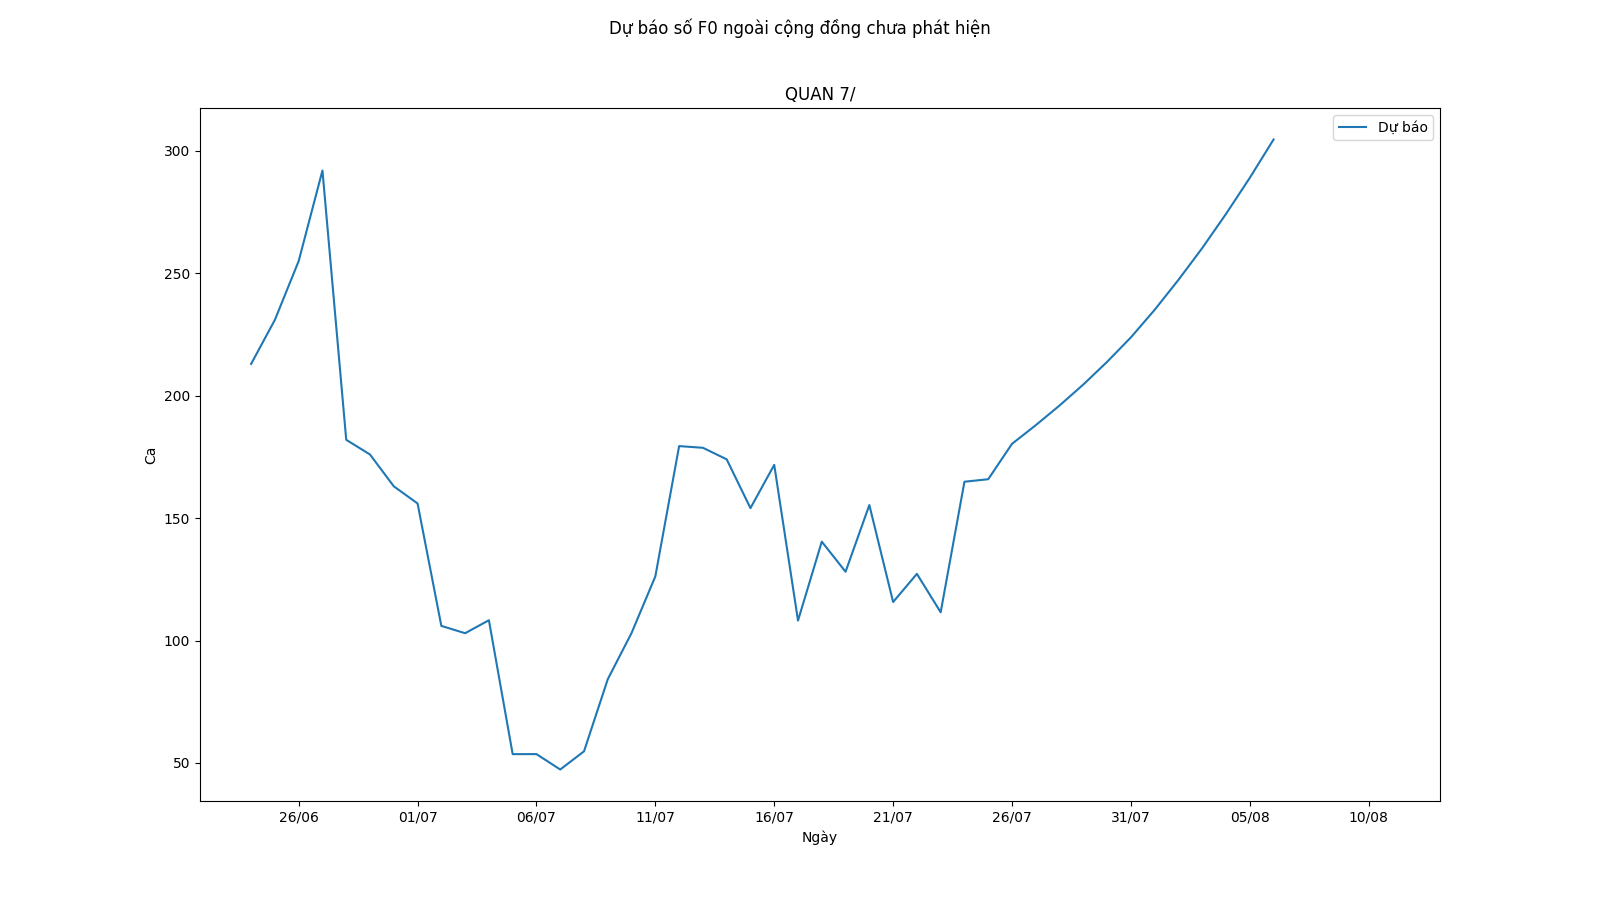 Dự báo số F0 ngoài cộng đồng chưa phát hiện
QUAN 7/
Dự báo
300
250
200
150
100
50
Ca
26/06 01/07 06/07 11/07 16/07 21/07 26/07 31/07 05/08 10/08
Ngày